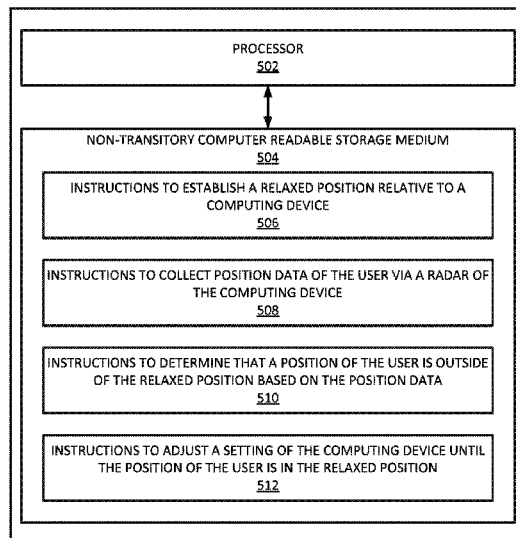 PROCESSOR
502
NON-TRANSITORY COMPUTER READABLE STORAGE MEDIUM
504
INSTRUCTIONS TO ESTABLISH A RELAXED POSITION RELATIVE TO A
COMPUTING DEVICE
506
INSTRUCTIONS TO COLLECT POSITION DATA OF THE USER VIA A RADAR OF
THE COMPUTING DEVICE
508
INSTRUCTIONS TO DETERMINE THAT A POSITION OF THE USER IS OUTSIDE
OF THE RELAXED POSITION BASED ON THE POSITION DATA
510
INSTRUCTIONS TO ADJUST A SETTING OF THE COMPUTING DEVICE UNTIL
THE POSITION OF THE USER IS IN THE RELAXED POSITION
512